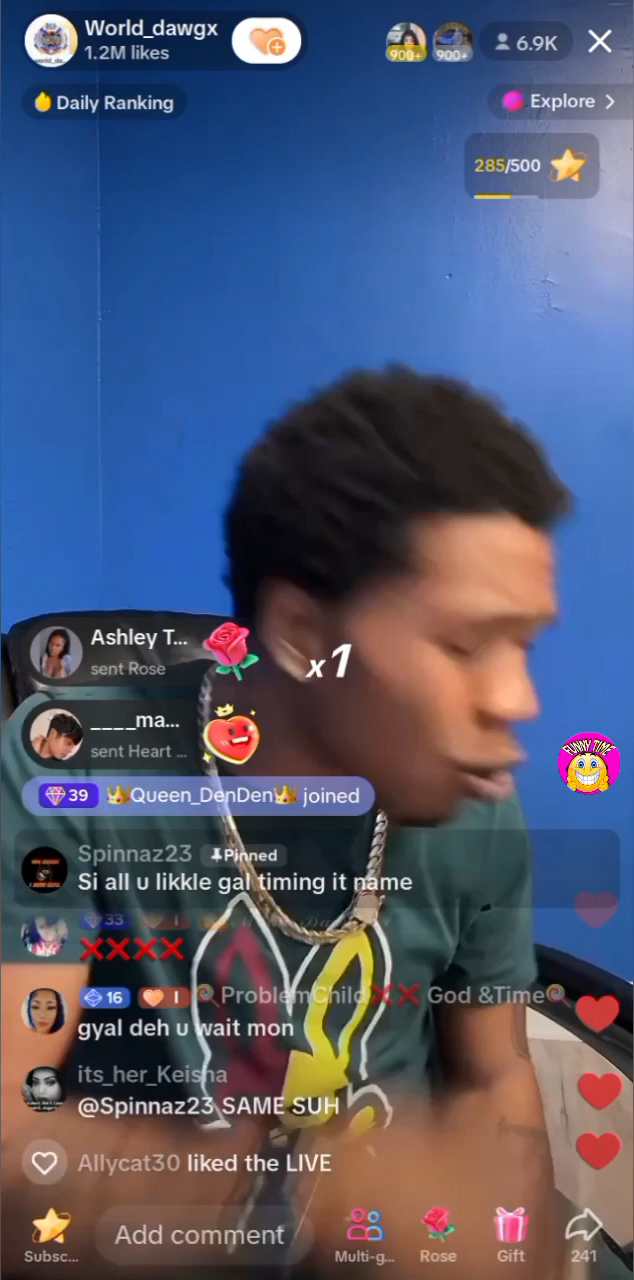 World_dawgx
1.2M likes
900+
900+
6.9K
Daily Ranking
Explore
285/500
Ashley T...
sent Rose
x1
____ma...
sent Heart ...
39 👑Queen_DenDen👑 joined
FUNNY TIME
Spinnaz23 Pinned
Si all u likkle gal timing it name
33 I
❌❌❌❌
16 I 🍭ProblemChild❌❌ God &Time🍭
gyal deh u wait mon
its_her_Keisha
@Spinnaz23 SAME SUH
Allycat30 liked the LIVE
Subsc...
Add comment
Multi-g...
Rose
Gift
241